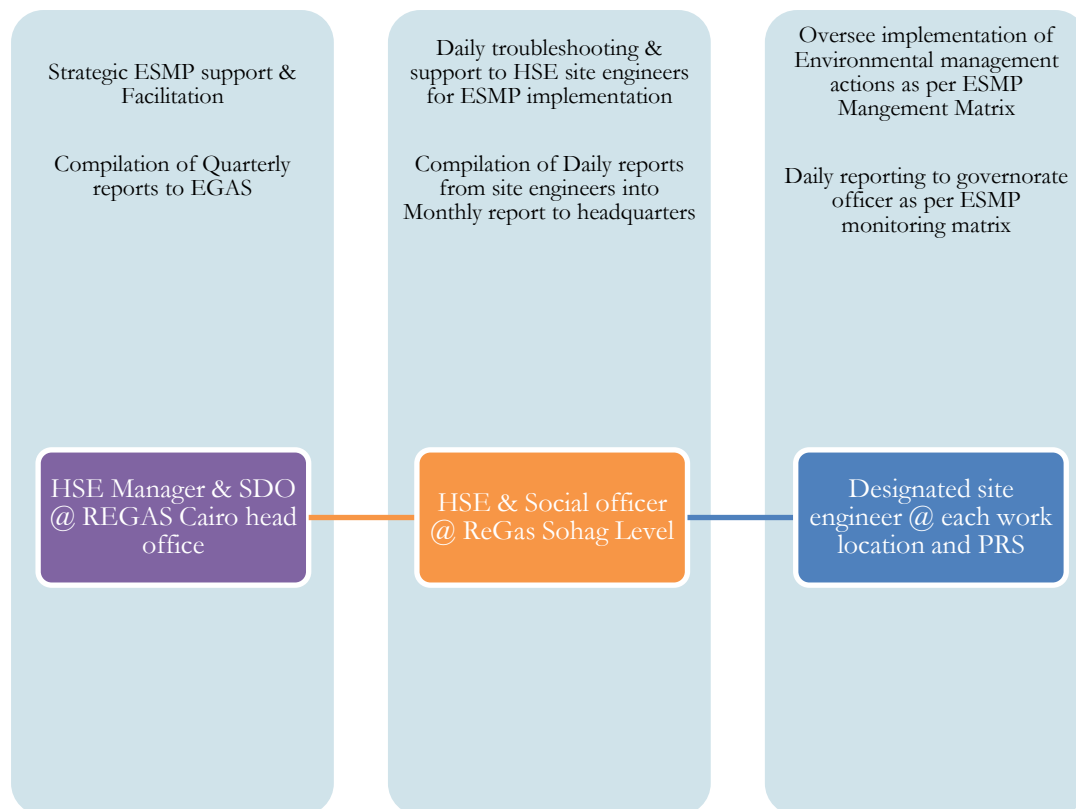 Strategic ESMP support &
Facilitation
Compilation of Quarterly
reports to EGAS
Daily troubleshooting &
support to HSE site engineers
for ESMP implementation
Compilation of Daily reports
from site engineers into
Monthly report to headquarters
Oversee implementation of
Environmental management
actions as per ESMP
Mangement Matrix
Daily reporting to governorate
officer as per ESMP
monitoring matrix
HSE Manager & SDO
@ REGAS Cairo head
office
HSE & Social officer
@ ReGas Sohag Level
Designated site
engineer @ each work
location and PRS